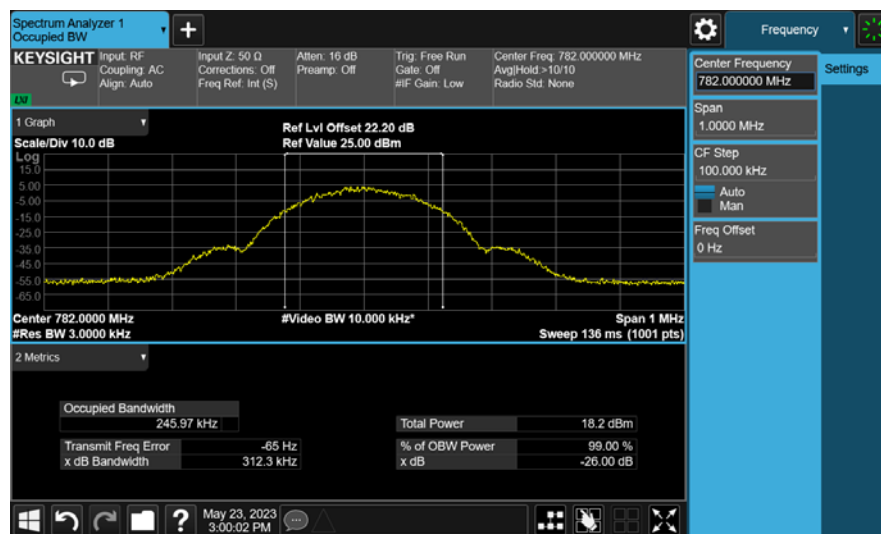 Spectrum Analyzer 1
Occupied BW
+
Frequency
KEYSIGHT
Input: RF
Coupling: AC
Align: Auto
Input Z: 50 Ω
Corrections: Off
Freq Ref: Int (S)
Atten: 16 dB
Preamp: Off
Trig: Free Run
Gate: Off
#IF Gain: Low
Center Freq: 782.000000 MHz
Avg|Hold:>10/10
Radio Std: None
LXI
Center Frequency
782.000000 MHz
Settings
Span
1.0000 MHz
CF Step
100.000 kHz
Auto
Man
Freq Offset
0 Hz
1 Graph
Scale/Div 10.0 dB
Ref Lvl Offset 22.20 dB
Ref Value 25.00 dBm
Log
15.0
5.00
-5.00
-15.0
-25.0
-35.0
-45.0
-55.0
-65.0
Center 782.0000 MHz
#Video BW 10.000 kHz*
Span 1 MHz
#Res BW 3.0000 kHz
Sweep 136 ms (1001 pts)
2 Metrics
Occupied Bandwidth
245.97 kHz
Total Power 18.2 dBm
Transmit Freq Error -65 Hz
% of OBW Power 99.00 %
x dB Bandwidth 312.3 kHz
x dB -26.00 dB
?
May 23, 2023
3:00:02 PM